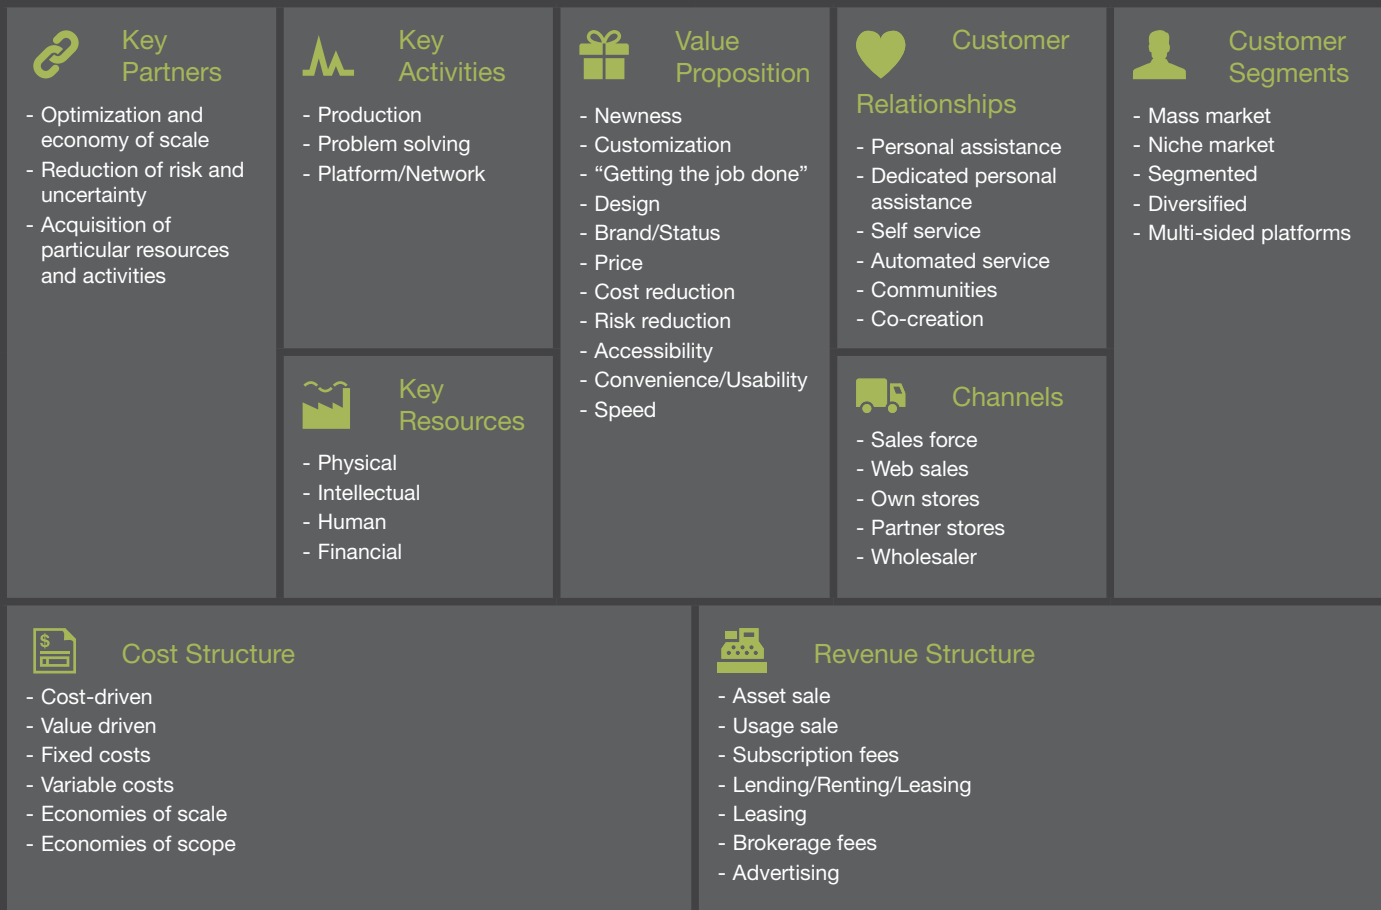 Key
Partners
- Optimization and
economy of scale
- Reduction of risk and
uncertainty
- Acquisition of
particular resources
and activities
Key
Activities
- Production
- Problem solving
- Platform/Network
Key
Resources
- Physical
- Intellectual
- Human
- Financial
Value
Proposition
- Newness
- Customization
- “Getting the job done”
- Design
- Brand/Status
- Price
- Cost reduction
- Risk reduction
- Accessibility
- Convenience/Usability
- Speed
Customer
Relationships
- Personal assistance
- Dedicated personal
assistance
- Self service
- Automated service
- Communities
- Co-creation
Channels
- Sales force
- Web sales
- Own stores
- Partner stores
- Wholesaler
Customer
Segments
- Mass market
- Niche market
- Segmented
- Diversified
- Multi-sided platforms
$
Cost Structure
- Cost-driven
- Value driven
- Fixed costs
- Variable costs
- Economies of scale
- Economies of scope
Revenue Structure
- Asset sale
- Usage sale
- Subscription fees
- Lending/Renting/Leasing
- Leasing
- Brokerage fees
- Advertising